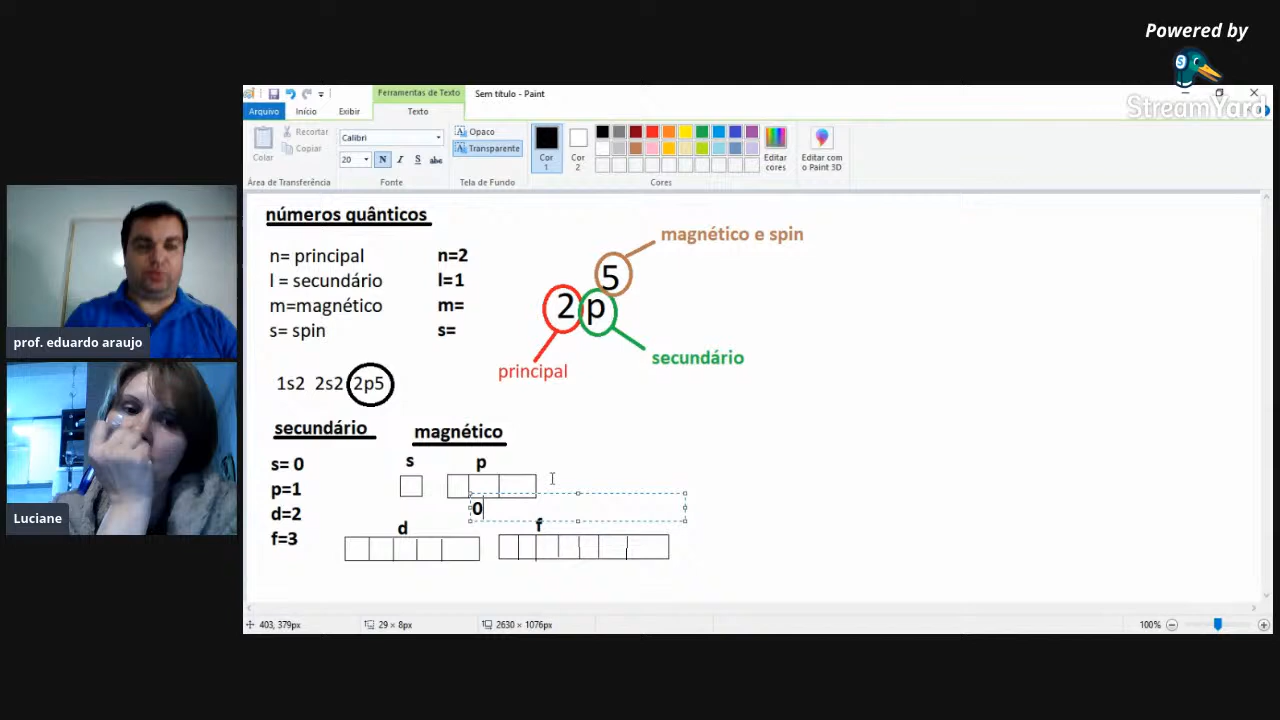 Powered by
StreamYard
Ferramentas de Texto
Sem título - Paint
Arquivo
Início
Exibir
Texto
Colar
Recortar
Copiar
Área de Transferência
Calibri
20
N
I
S
abc
Fonte
Opaco
Transparente
Tela de Fundo
Cor 1
Cor 2
Editar cores
Cores
Editar com o Paint 3D
números quânticos
n= principal
l = secundário
m=magnético
s= spin
n=2
l=1
m=
s=
magnético e spin
5
2 p
secundário
principal
1s2 2s2 2p5
secundário
s= 0
p=1
d=2
f=3
magnético
s
p
0
d
f
prof. eduardo araujo
Luciane
403, 379px
29 × 8px
2630 × 1076px
100%